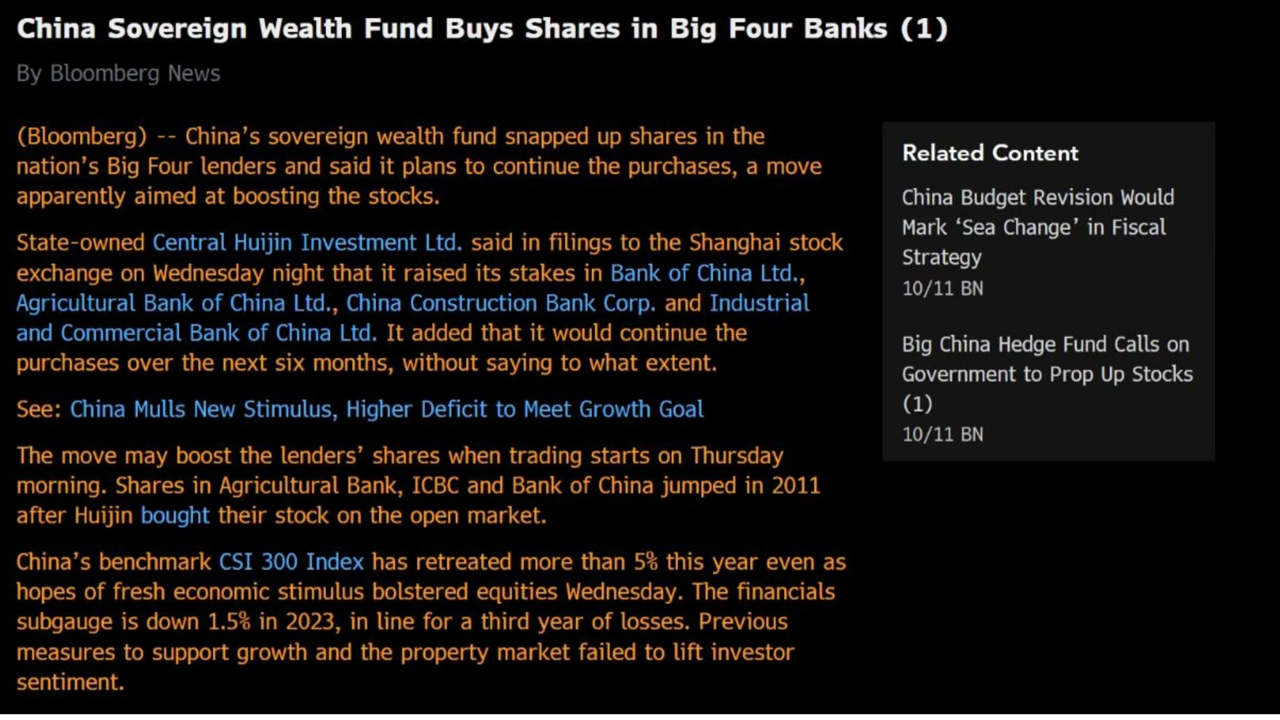 China Sovereign Wealth Fund Buys Shares in Big Four Banks (1)
By Bloomberg News
(Bloomberg) -- China's sovereign wealth fund snapped up shares in the
nation's Big Four lenders and said it plans to continue the purchases, a move
apparently aimed at boosting the stocks.
State-owned Central Huijin Investment Ltd. said in filings to the Shanghai stock
exchange on Wednesday night that it raised its stakes in Bank of China Ltd.,
Agricultural Bank of China Ltd., China Construction Bank Corp. and Industrial
and Commercial Bank of China Ltd. It added that it would continue the
purchases over the next six months, without saying to what extent.
See: China Mulls New Stimulus, Higher Deficit to Meet Growth Goal
The move may boost the lenders' shares when trading starts on Thursday
morning. Shares in Agricultural Bank, ICBC and Bank of China jumped in 2011
after Huijin bought their stock on the open market.
China's benchmark CSI 300 Index has retreated more than 5% this year even as
hopes of fresh economic stimulus bolstered equities Wednesday. The financials
subgauge is down 1.5% in 2023, in line for a third year of losses. Previous
measures to support growth and the property market failed to lift investor
sentiment.
Related Content
China Budget Revision Would
Mark ‘Sea Change’ in Fiscal
Strategy
10/11 BN
Big China Hedge Fund Calls on
Government to Prop Up Stocks
(1)
10/11 BN